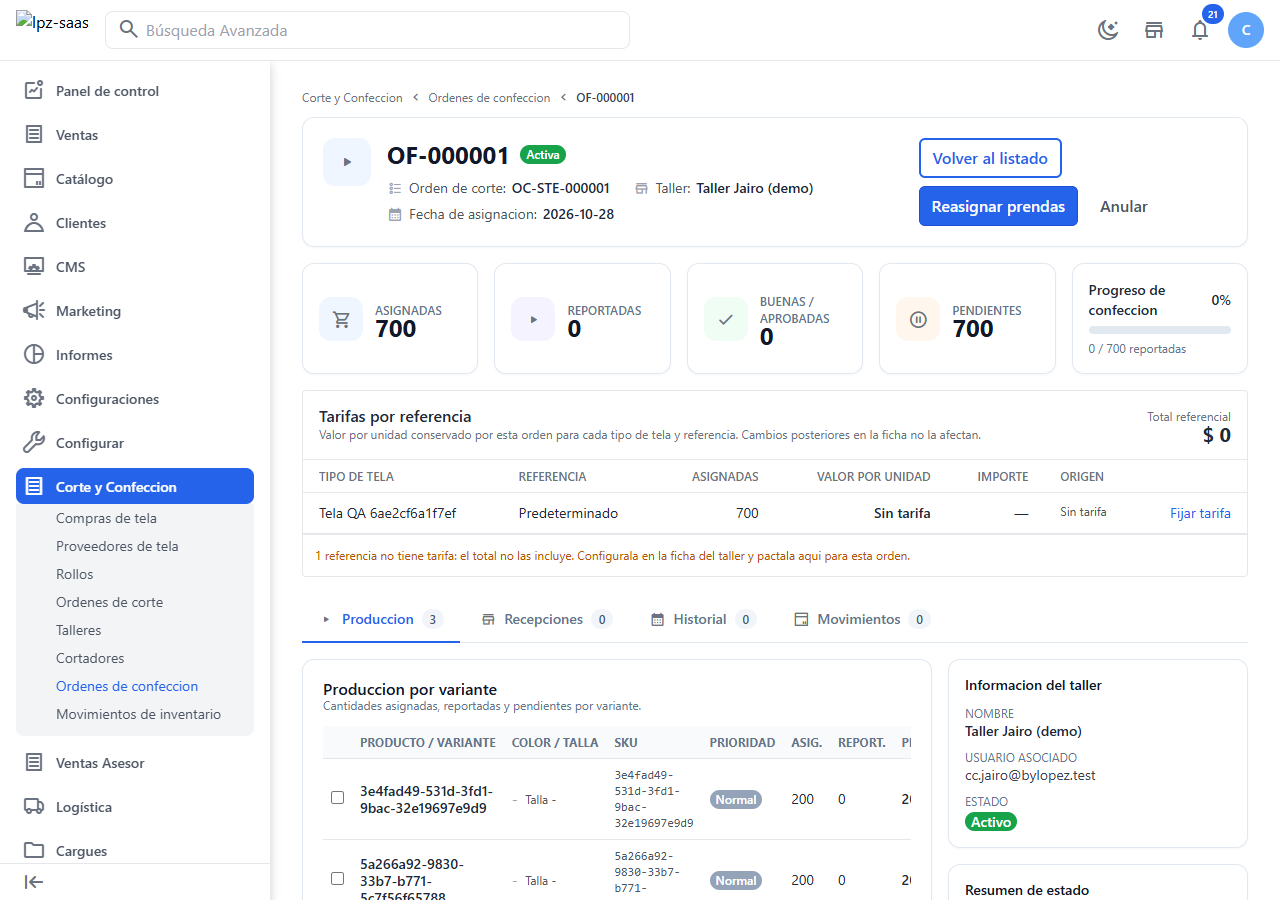 lpz-saas
Búsqueda Avanzada
21
C
Panel de control
Ventas
Catálogo
Clientes
CMS
Marketing
Informes
Configuraciones
Configurar
Corte y Confeccion
Compras de tela
Proveedores de tela
Rollos
Ordenes de corte
Talleres
Cortadores
Ordenes de confeccion
Movimientos de inventario
Ventas Asesor
Logística
Cargues
Corte y Confeccion
Ordenes de confeccion
OF-000001
OF-000001 Activa
Orden de corte: OC-STE-000001 Taller: Taller Jairo (demo)
Fecha de asignacion: 2026-10-28
Volver al listado
Reasignar prendas Anular
ASIGNADAS
700
REPORTADAS
0
BUENAS /
APROBADAS
0
PENDIENTES
700
Progreso de
confeccion
0%
0 / 700 reportadas
Tarifas por referencia
Valor por unidad conservado por esta orden para cada tipo de tela y referencia. Cambios posteriores en la ficha no la afectan.
Total referencial
$ 0
TIPO DE TELA REFERENCIA ASIGNADAS VALOR POR UNIDAD IMPORTE ORIGEN
Tela QA 6ae2cf6a1f7ef Predeterminado 700 Sin tarifa — Sin tarifa Fijar tarifa
1 referencia no tiene tarifa: el total no las incluye. Configurala en la ficha del taller y pactala aqui para esta orden.
Produccion 3 Recepciones 0 Historial 0 Movimientos 0
Produccion por variante
Cantidades asignadas, reportadas y pendientes por variante.
PRODUCTO / VARIANTE COLOR / TALLA SKU PRIORIDAD ASIG. REPORT.
3e4fad49-531d-3fd1-
9bac-32e19697e9d9
- Talla -
3e4fad49-
531d-3fd1-
9bac-
32e19697e9d9
Normal 200 0
5a266a92-9830-
33b7-b771-
5c7f56f65788
- Talla -
5a266a92-
9830-33b7-
b771-
Normal 200 0
Informacion del taller
NOMBRE
Taller Jairo (demo)
USUARIO ASOCIADO
cc.jairo@bylopez.test
ESTADO
Activo
Resumen de estado